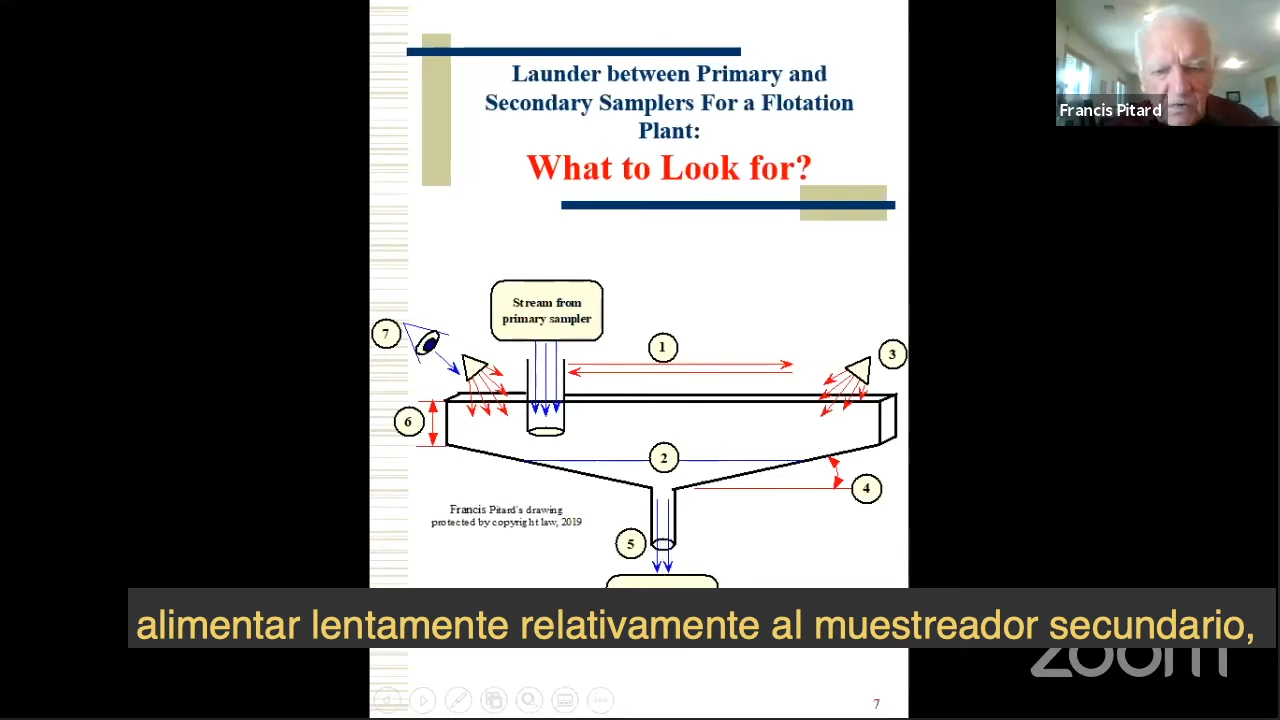 Launder between Primary and
Secondary Samplers For a Flotation
Plant:
What to Look for?
Francis Pitard
Stream from
primary sampler
7
1
3
6
2
4
Francis Pitard's drawing
protected by copyright law, 2019
5
alimentar lentamente relativamente al muestreador secundario,
zoom
7